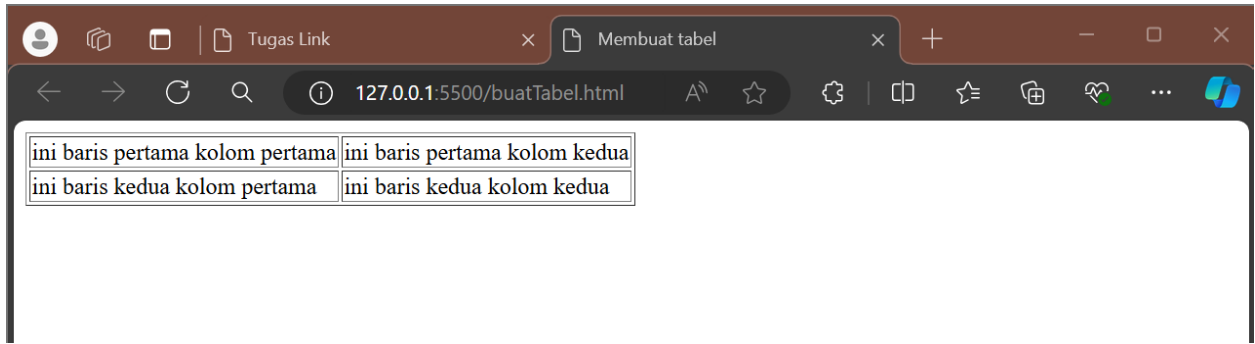 Tugas Link
Membuat tabel
127.0.0.1:5500/buatTabel.html
ini baris pertama kolom pertama ini baris pertama kolom kedua
ini baris kedua kolom pertama ini baris kedua kolom kedua